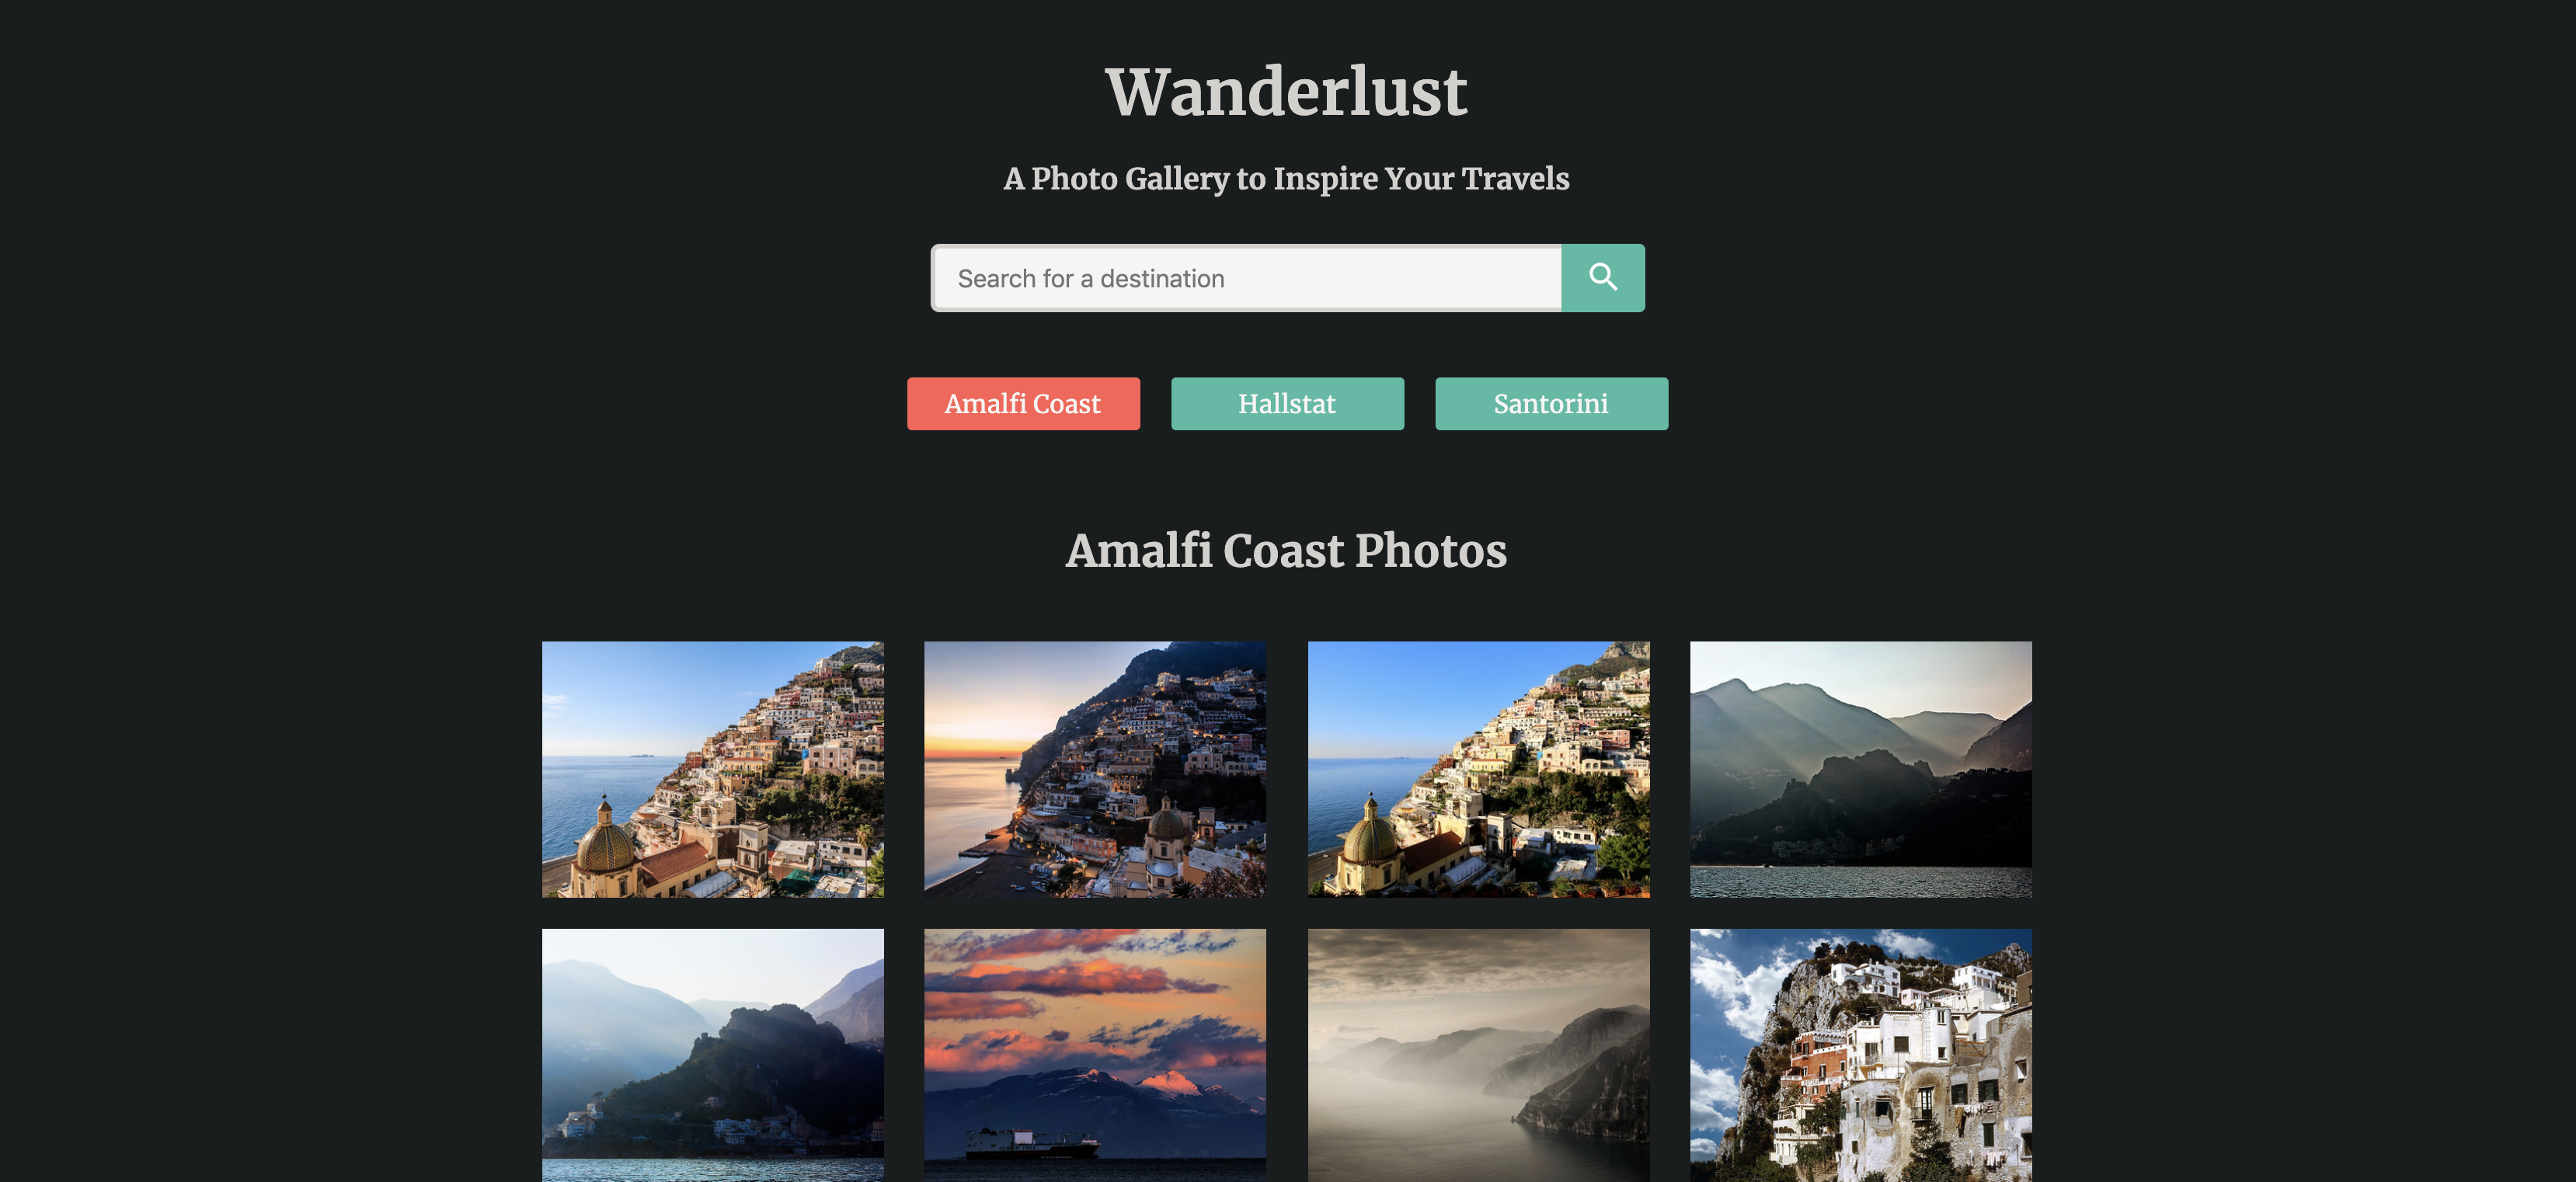 Wanderlust
A Photo Gallery to Inspire Your Travels
Search for a destination
Amalfi Coast
Hallstat
Santorini
Amalfi Coast Photos